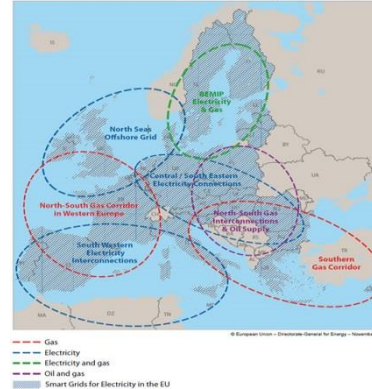 BEMIP
Electricity
& Gas
North Seas
Offshore Grid
Central / South Eastern
Electricity Connections
North-South Gas Corridor
in Western Europe
North-South Gas
Interconnections
& Oil Supply
South Western
Electricity
Interconnections
Southern
Gas Corridor
© European Union – Directorate-General for Energy – Novembe
Gas
Electricity
Electricity and gas
Oil and gas
Smart Grids for Electricity in the EU